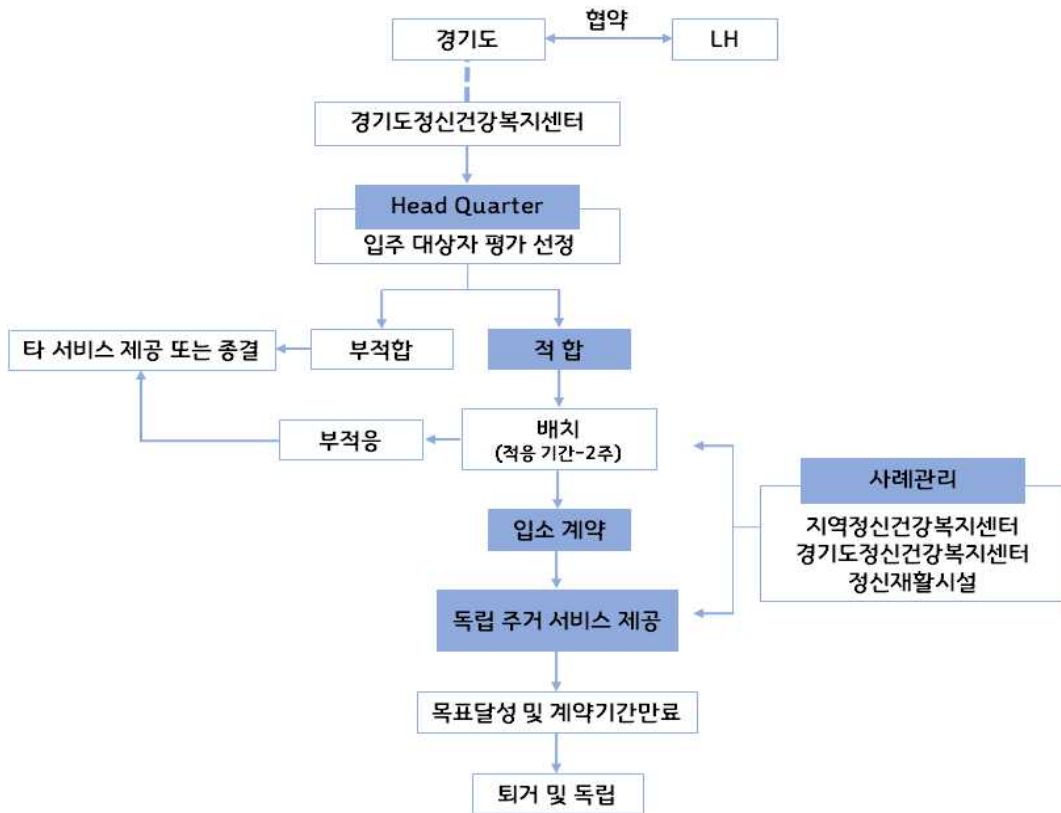 협약
경기도
LH
경기도정신건강복지센터
Head Quarter
입주 대상자 평가 선정
타 서비스 제공 또는 종결
부적합
적 합
부적응
배치
(적응 기간-2주)
사례관리
지역정신건강복지센터
경기도정신건강복지센터
정신재활시설
입소 계약
독립 주거 서비스 제공
목표달성 및 계약기간만료
퇴거 및 독립